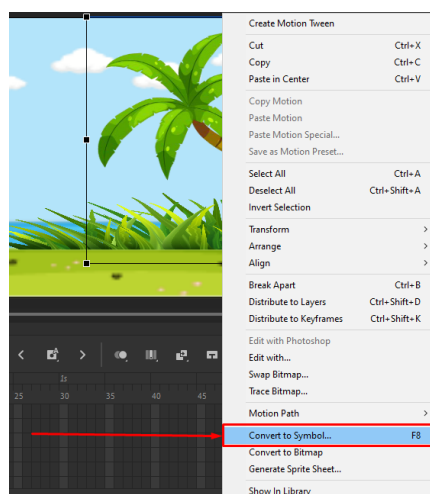 Create Motion Tween
Cut Ctrl+X
Copy Ctrl+C
Paste in Center Ctrl+V
Copy Motion
Paste Motion
Paste Motion Special...
Save as Motion Preset...
Select All Ctrl+A
Deselect All Ctrl+Shift+A
Invert Selection
Transform >
Arrange >
Align >
Break Apart Ctrl+B
Distribute to Layers Ctrl+Shift+D
Distribute to Keyframes Ctrl+Shift+K
Edit with Photoshop
Edit with...
Swap Bitmap...
Trace Bitmap...
Motion Path >
Convert to Symbol... F8
Convert to Bitmap
Generate Sprite Sheet...
Show In Library
1s
25 30 35 40 45